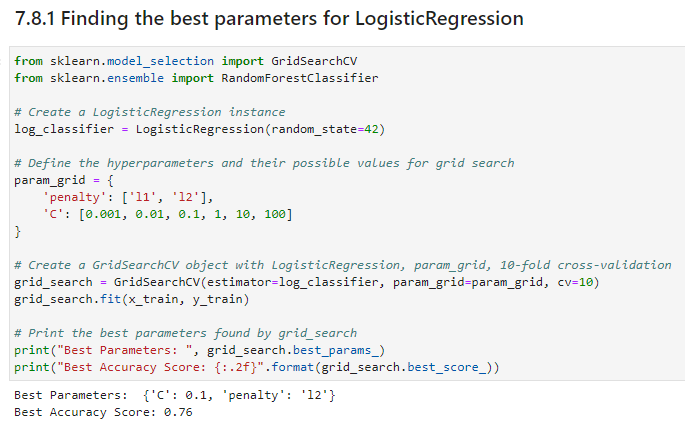 7.8.1 Finding the best parameters for LogisticRegression
from sklearn.model_selection import GridSearchCV
from sklearn.ensemble import RandomForestClassifier
# Create a LogisticRegression instance
log_classifier = LogisticRegression(random_state=42)
# Define the hyperparameters and their possible values for grid search
param_grid = {
    'penalty': ['l1', 'l2'],
    'C': [0.001, 0.01, 0.1, 1, 10, 100]
}
# Create a GridSearchCV object with LogisticRegression, param_grid, 10-fold cross-validation
grid_search = GridSearchCV(estimator=log_classifier, param_grid=param_grid, cv=10)
grid_search.fit(x_train, y_train)
# Print the best parameters found by grid_search
print("Best Parameters: ", grid_search.best_params_)
print("Best Accuracy Score: {:.2f}".format(grid_search.best_score_))
Best Parameters:  {'C': 0.1, 'penalty': 'l2'}
Best Accuracy Score: 0.76